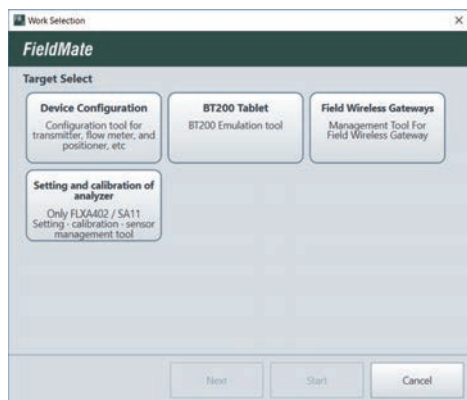 Work Selection
FieldMate
Target Select
Device Configuration
Configuration tool for
transmitter, flow meter, and
positioner, etc
BT200 Tablet
BT200 Emulation tool
Field Wireless Gateways
Management Tool For
Field Wireless Gateway
Setting and calibration of
analyzer
Only FLXA402 / SA11
Setting · calibration · sensor
management tool
Next
Start
Cancel